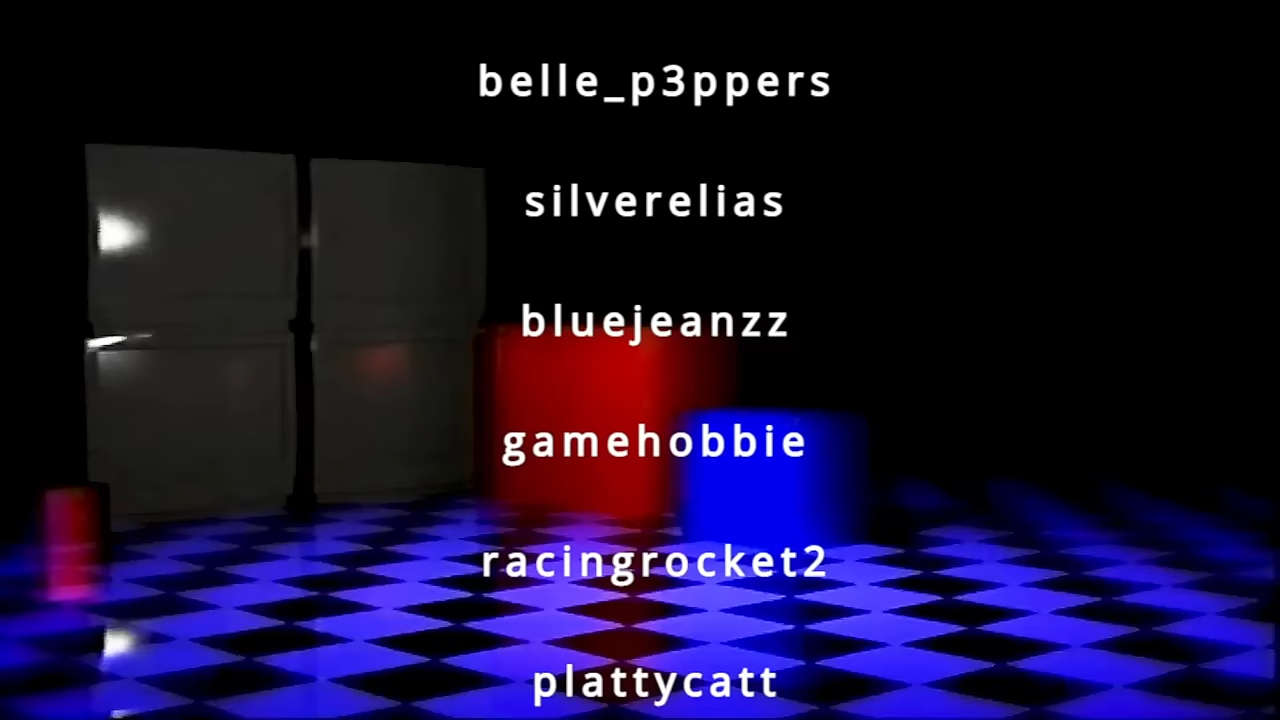 belle_p3ppers
silverelias
bluejeanzz
gamehobbie
racingrocket2
plattycatt